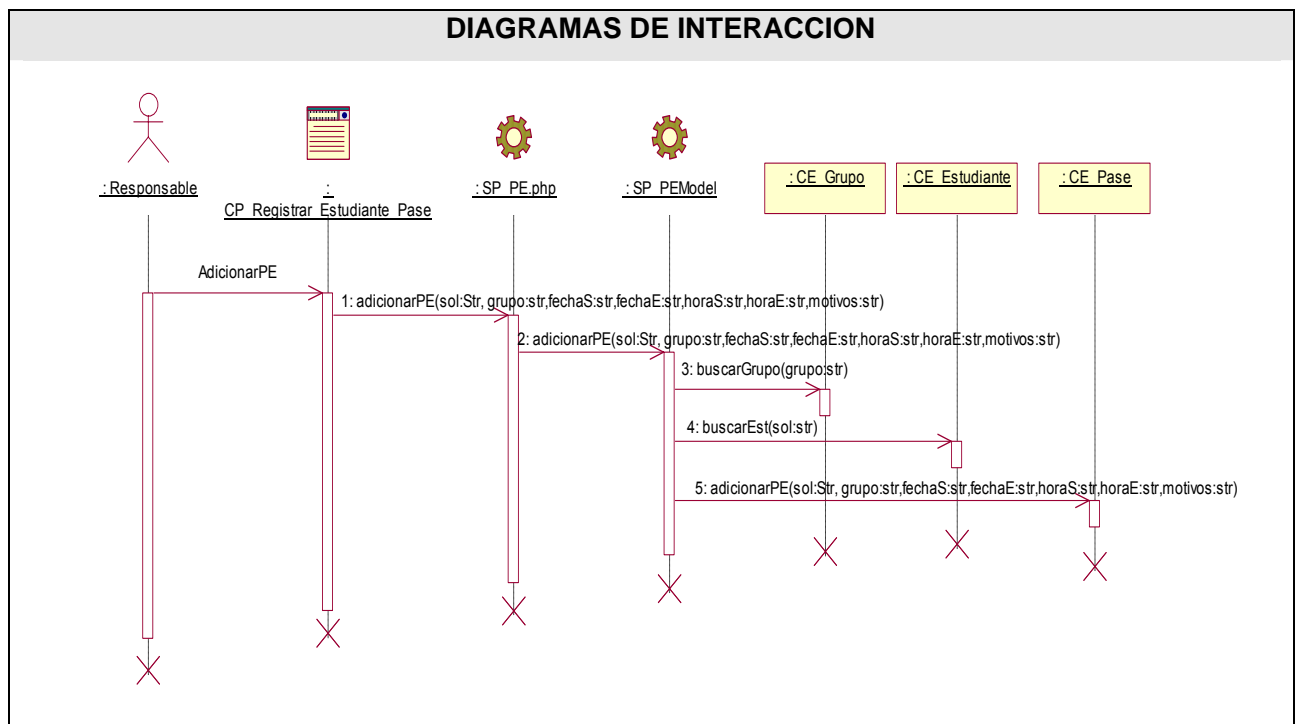 DIAGRAMAS DE INTERACCION
: Responsable
:
CP_Registrar_Estudiante_Pase
: SP_PE.php
: SP_PEModel
: CE_Grupo
: CE_Estudiante
: CE_Pase
AdicionarPE
1: adicionarPE(sol:Str, grupo:str,fechaS:str,fechaE:str,horaS:str,horaE:str,motivos:str)
2: adicionarPE(sol:Str, grupo:str,fechaS:str,fechaE:str,horaS:str,horaE:str,motivos:str)
3: buscarGrupo(grupo:str)
4: buscarEst(sol:str)
5: adicionarPE(sol:Str, grupo:str,fechaS:str,fechaE:str,horaS:str,horaE:str,motivos:str)